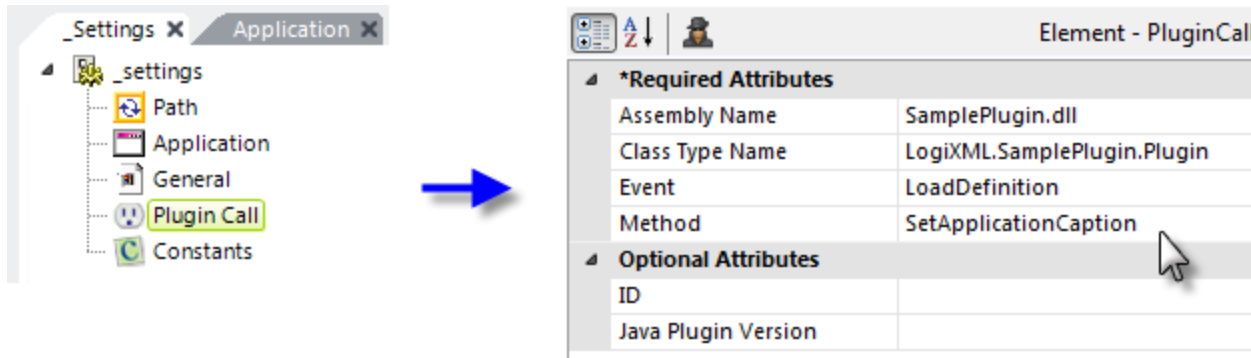 _Settings
Application
_settings
Path
Application
General
Plugin Call
Constants
Element - PluginCall
*Required Attributes
Assembly Name SamplePlugin.dll
Class Type Name LogiXML.SamplePlugin.Plugin
Event LoadDefinition
Method SetApplicationCaption
Optional Attributes
ID
Java Plugin Version